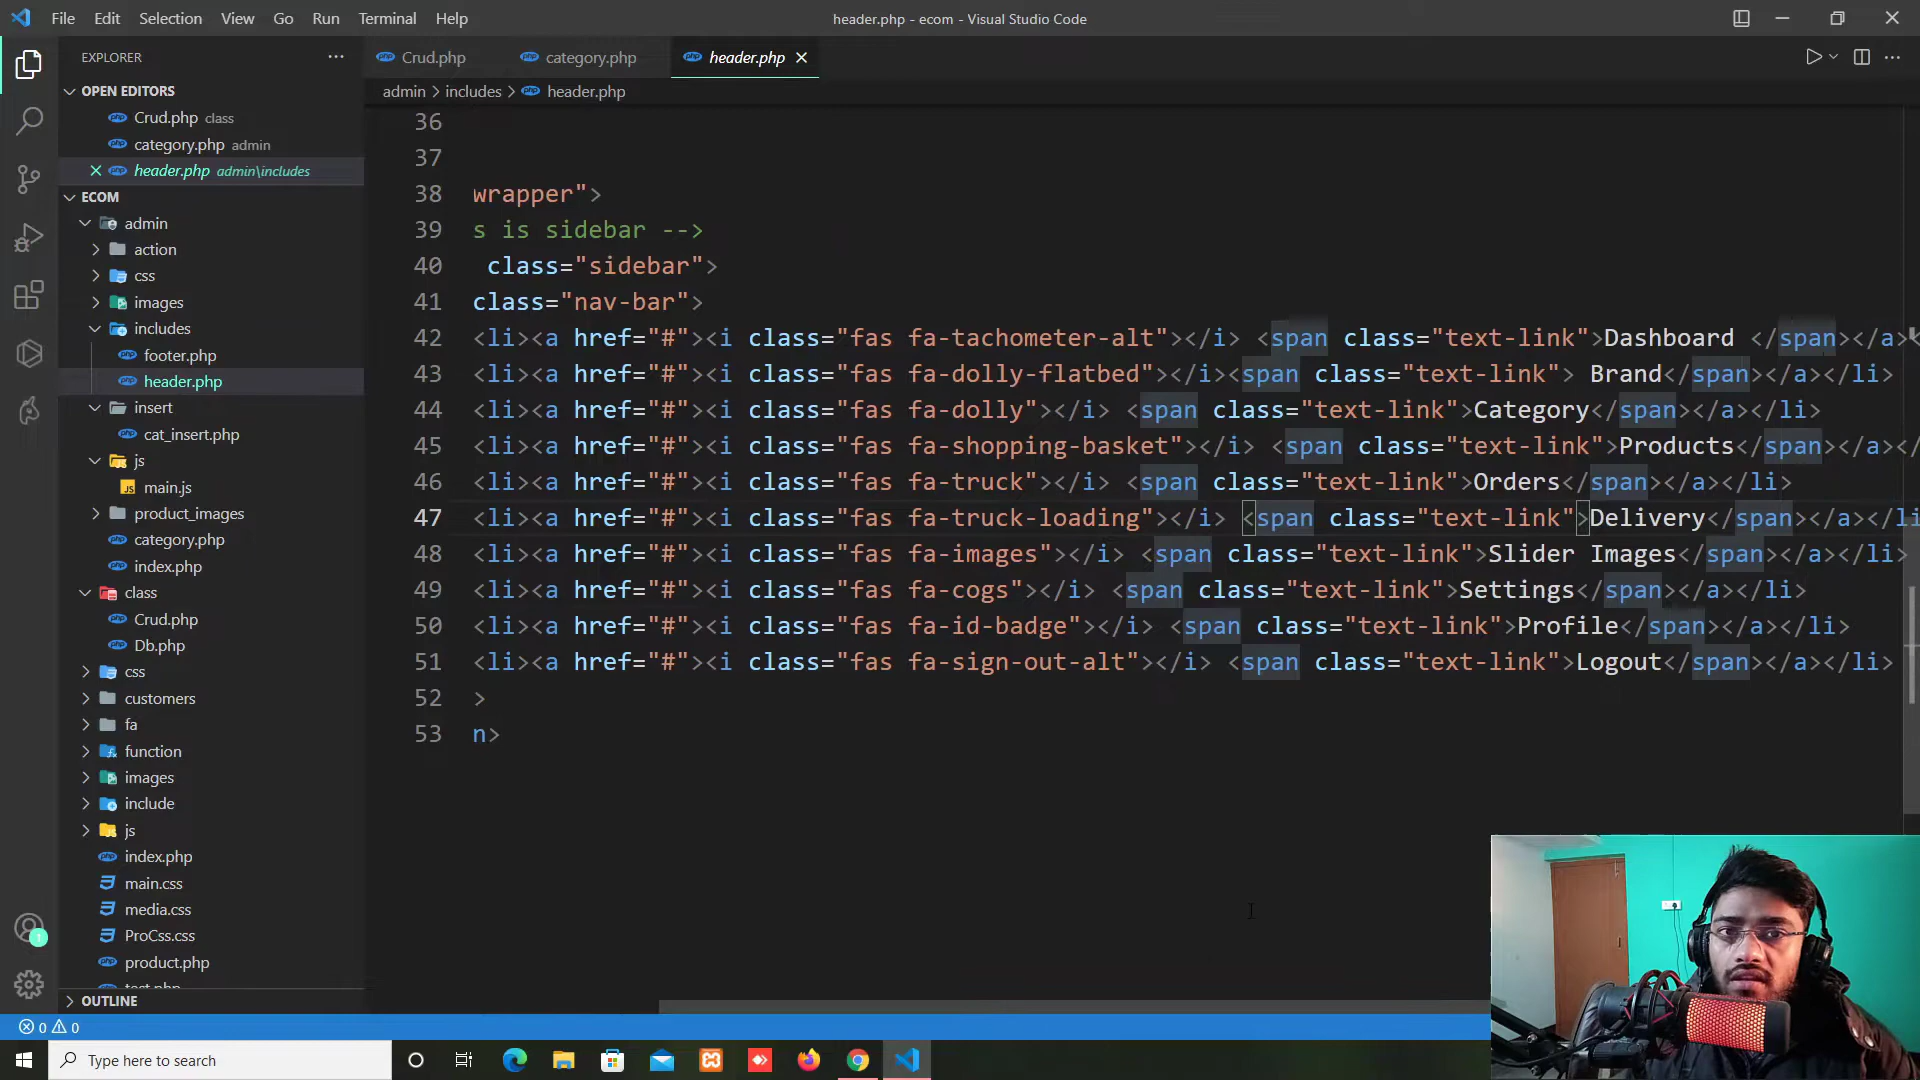 File Edit Selection View Go Run Terminal Help
header.php - ecom - Visual Studio Code
EXPLORER
OPEN EDITORS
Crud.php class
category.php admin
header.php admin\includes
ECOM
admin
action
css
images
includes
footer.php
header.php
insert
cat_insert.php
js
main.js
product_images
category.php
index.php
class
Crud.php
Db.php
css
customers
fa
function
images
include
js
index.php
main.css
media.css
ProCss.css
product.php
OUTLINE
Crud.php category.php header.php
admin > includes > header.php
36
37
38 wrapper">
39 s is sidebar -->
40 class="sidebar">
41 class="nav-bar">
42 <li><a href="#"><i class="fas fa-tachometer-alt"></i> <span class="text-link">Dashboard </span></a>
43 <li><a href="#"><i class="fas fa-dolly-flatbed"></i><span class="text-link"> Brand</span></a></li>
44 <li><a href="#"><i class="fas fa-dolly"></i> <span class="text-link">Category</span></a></li>
45 <li><a href="#"><i class="fas fa-shopping-basket"></i> <span class="text-link">Products</span></a></
46 <li><a href="#"><i class="fas fa-truck"></i> <span class="text-link">Orders</span></a></li>
47 <li><a href="#"><i class="fas fa-truck-loading"></i> <span class="text-link">Delivery</span></a></li
48 <li><a href="#"><i class="fas fa-images"></i> <span class="text-link">Slider Images</span></a></li>
49 <li><a href="#"><i class="fas fa-cogs"></i> <span class="text-link">Settings</span></a></li>
50 <li><a href="#"><i class="fas fa-id-badge"></i> <span class="text-link">Profile</span></a></li>
51 <li><a href="#"><i class="fas fa-sign-out-alt"></i> <span class="text-link">Logout</span></a></li>
52 >
53 n>
1
0 0
Type here to search